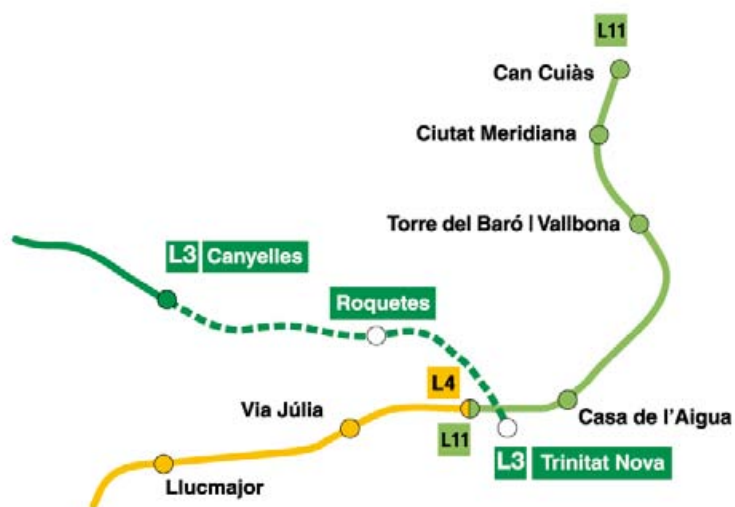 L11
Can Cuiàs
Ciutat Meridiana
Torre del Baró | Vallbona
L3 Canyelles
Roquetes
L4
Via Júlia
L11
Casa de l'Aigua
L3 Trinitat Nova
Llucmajor